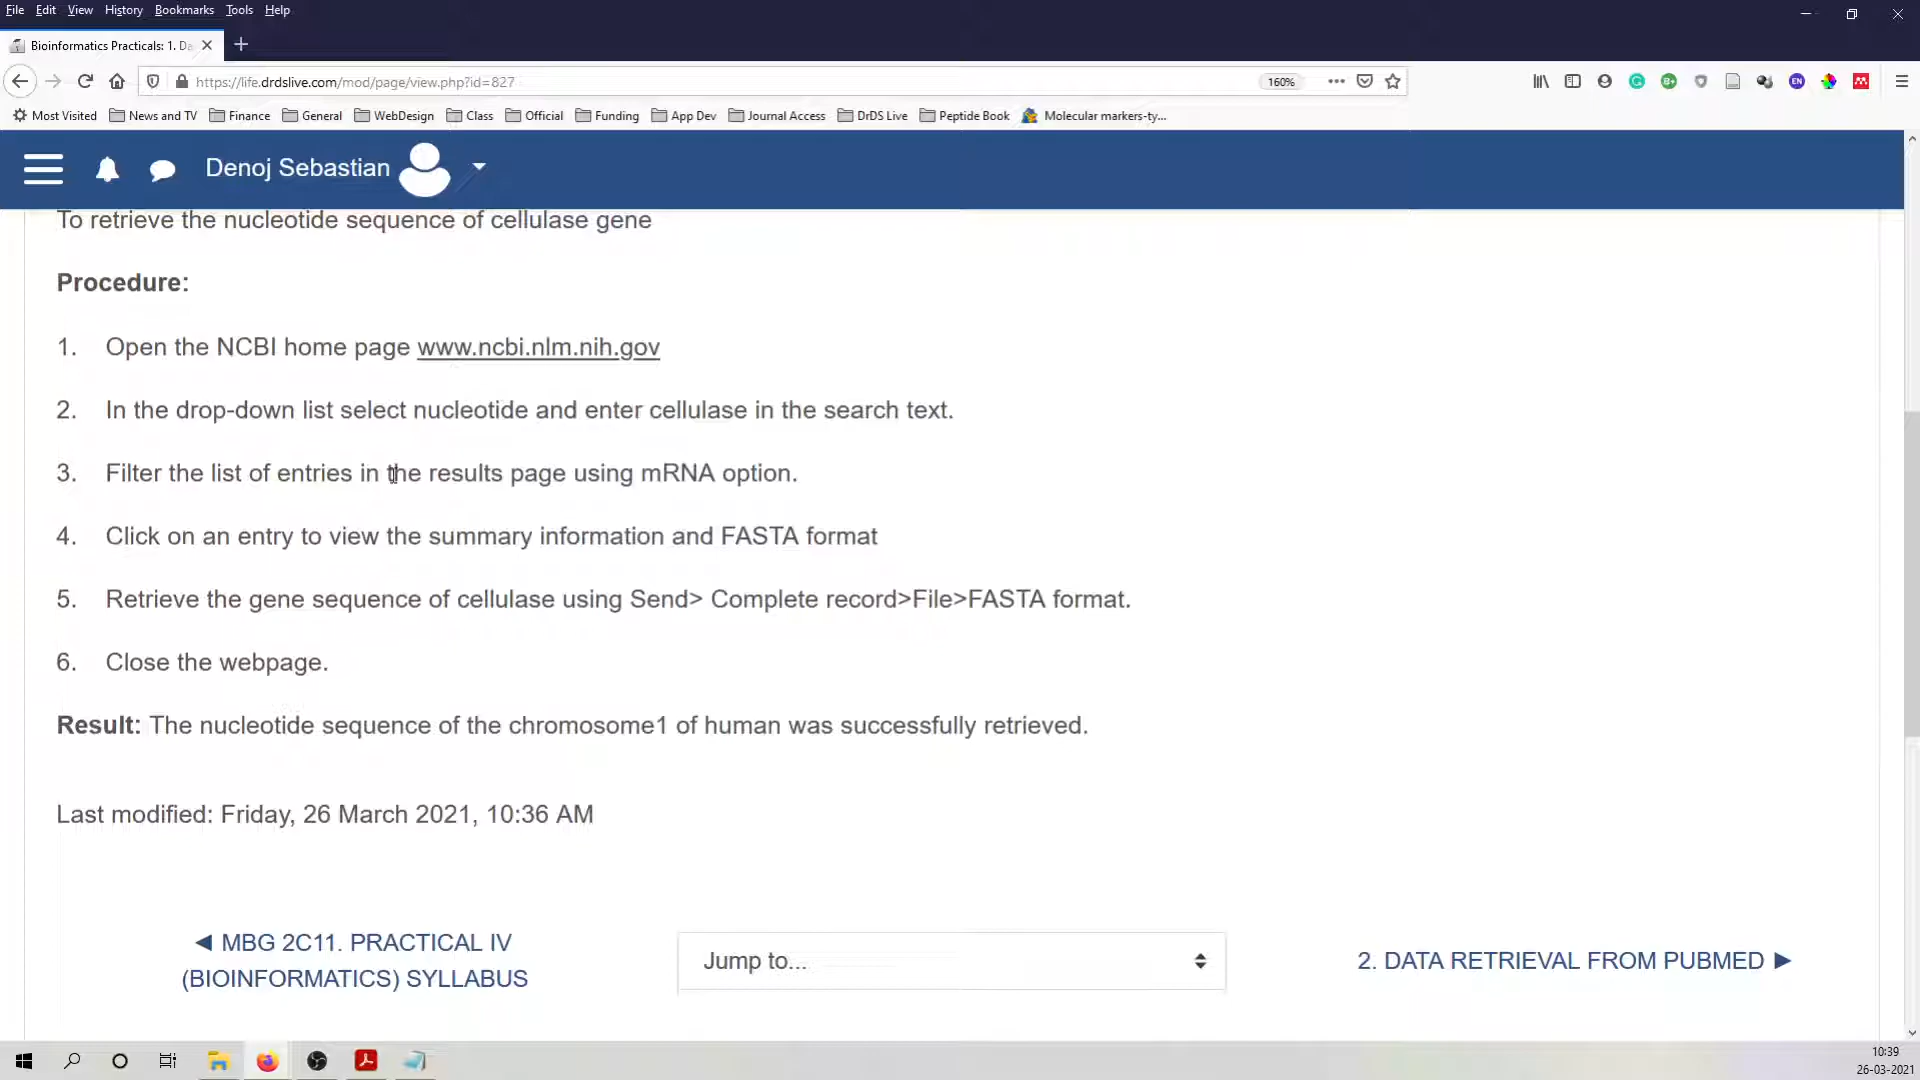 File Edit View History Bookmarks Tools Help
Bioinformatics Practicals: 1. Da
https://life.drdslive.com/mod/page/view.php?id=827 160%
Most Visited News and TV Finance General WebDesign Class Official Funding App Dev Journal Access DrDS Live Peptide Book Molecular markers-ty...
Denoj Sebastian
To retrieve the nucleotide sequence of cellulase gene
Procedure:
1. Open the NCBI home page www.ncbi.nlm.nih.gov
2. In the drop-down list select nucleotide and enter cellulase in the search text.
3. Filter the list of entries in the results page using mRNA option.
4. Click on an entry to view the summary information and FASTA format
5. Retrieve the gene sequence of cellulase using Send> Complete record>File>FASTA format.
6. Close the webpage.
Result: The nucleotide sequence of the chromosome1 of human was successfully retrieved.
Last modified: Friday, 26 March 2021, 10:36 AM
◄ MBG 2C11. PRACTICAL IV
(BIOINFORMATICS) SYLLABUS
Jump to...
2. DATA RETRIEVAL FROM PUBMED ►
10:39
26-03-2021